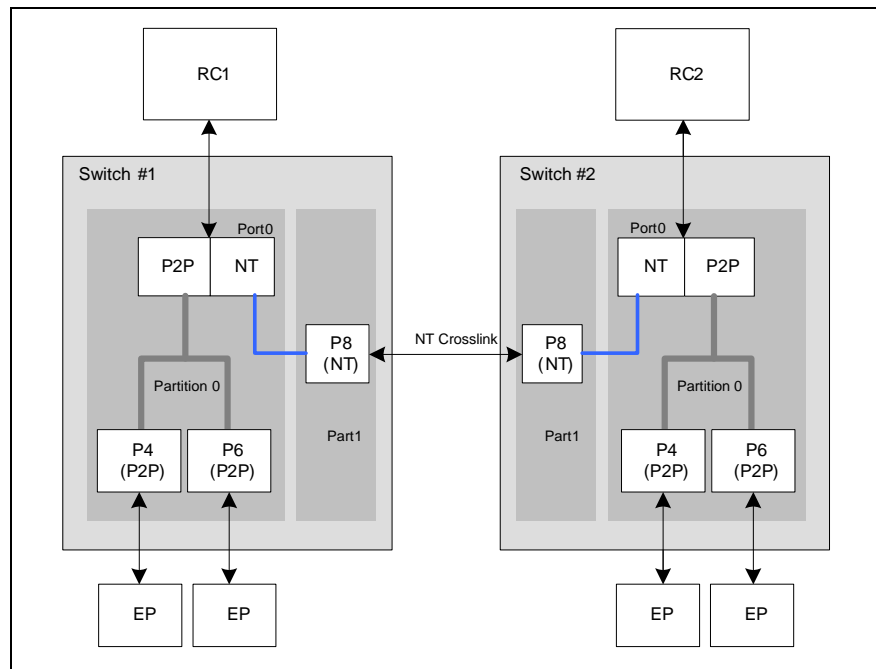 RC1
RC2
Switch #1
Switch #2
Port0
Port0
P2P
NT
NT
P2P
P8
(NT)
NT Crosslink
P8
(NT)
Partition 0
Partition 0
P4
(P2P)
P6
(P2P)
Part1
Part1
P4
(P2P)
P6
(P2P)
EP
EP
EP
EP